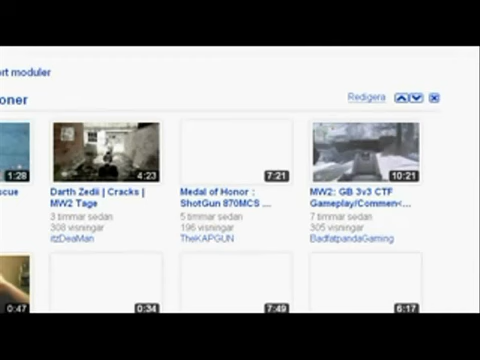 ort moduler
oner
Redigera
1:28
4:23
7:21
10:21
scue
Darth Zedii | Cracks |
MW2 Tage
3 timmar sedan
308 visningar
itzDeaMan
Medal of Honor :
ShotGun 870MCS ...
5 timmar sedan
196 visningar
TheKAPGUN
MW2: GB 3v3 CTF
Gameplay/Commen<...
7 timmar sedan
305 visningar
BadfatpandaGaming
0:47
0:34
7:49
6:17